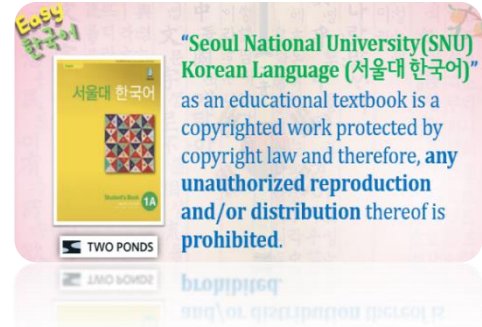 Easy
한국어
서울대 한국어
Student's Book 1A
TWO PONDS
“Seoul National University(SNU)
Korean Language (서울대 한국어)”
as an educational textbook is a
copyrighted work protected by
copyright law and therefore, any
unauthorized reproduction
and/or distribution thereof is
prohibited.